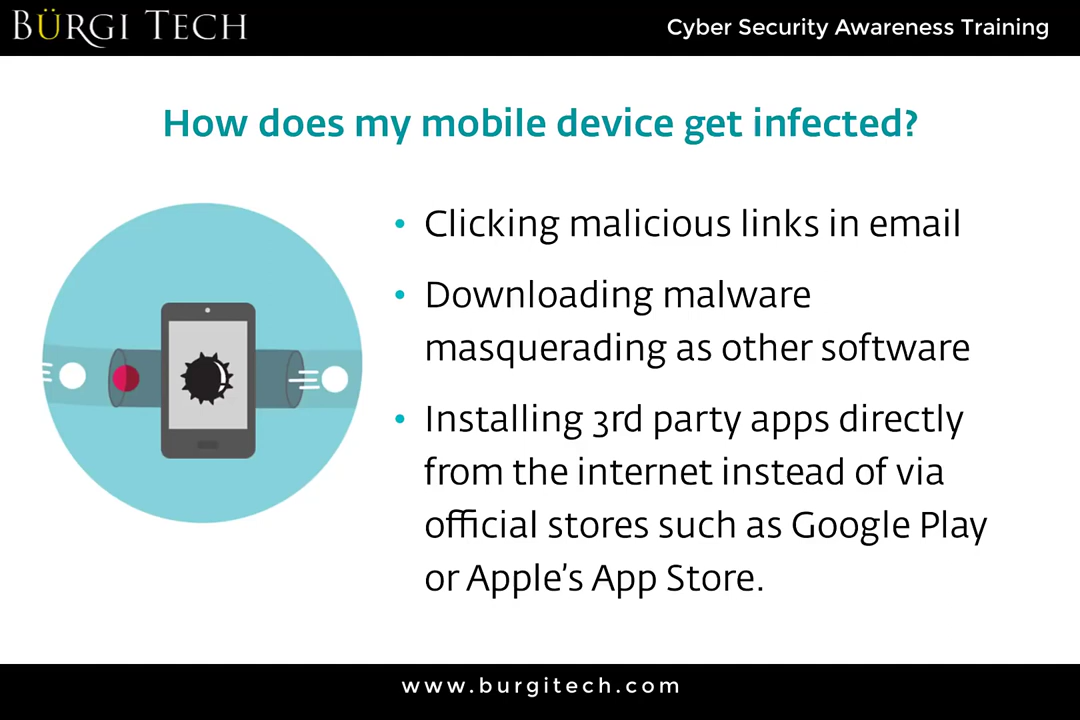 BÜRGI TECH
Cyber Security Awareness Training
How does my mobile device get infected?
• Clicking malicious links in email
• Downloading malware
masquerading as other software
• Installing 3rd party apps directly
from the internet instead of via
official stores such as Google Play
or Apple’s App Store.
www.burgitech.com